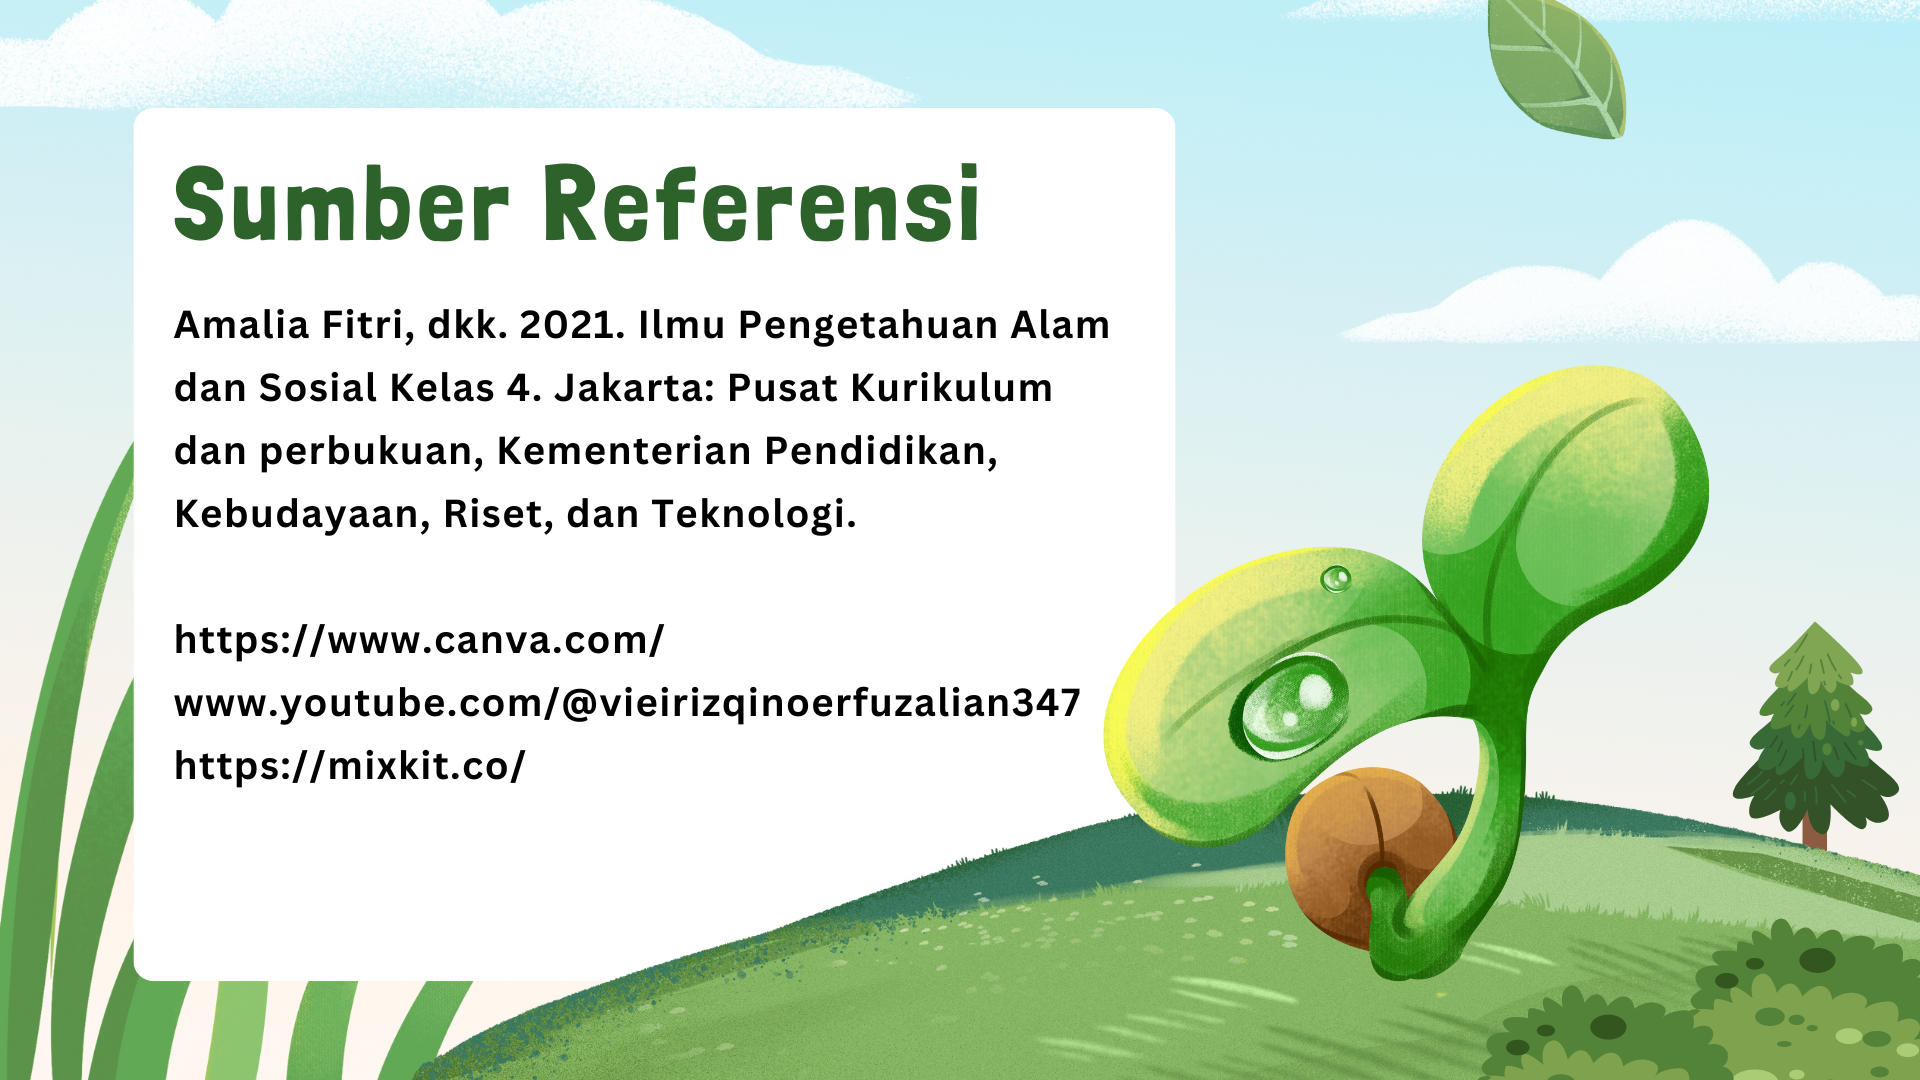 Sumber Referensi
Amalia Fitri, dkk. 2021. Ilmu Pengetahuan Alam
dan Sosial Kelas 4. Jakarta: Pusat Kurikulum
dan perbukuan, Kementerian Pendidikan,
Kebudayaan, Riset, dan Teknologi.
https://www.canva.com/
www.youtube.com/@vieirizqinoerfuzalian347
https://mixkit.co/